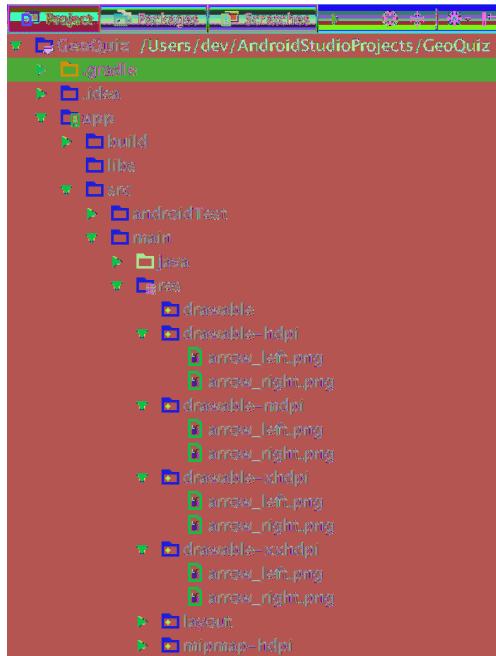 Project Packages Scratches
GeoQuiz /Users/dev/AndroidStudioProjects/GeoQuiz
.gradle
.idea
app
build
libs
src
androidTest
main
java
res
drawable
drawable-hdpi
arrow_left.png
arrow_right.png
drawable-mdpi
arrow_left.png
arrow_right.png
drawable-xhdpi
arrow_left.png
arrow_right.png
drawable-xxhdpi
arrow_left.png
arrow_right.png
layout
mipmap-hdpi